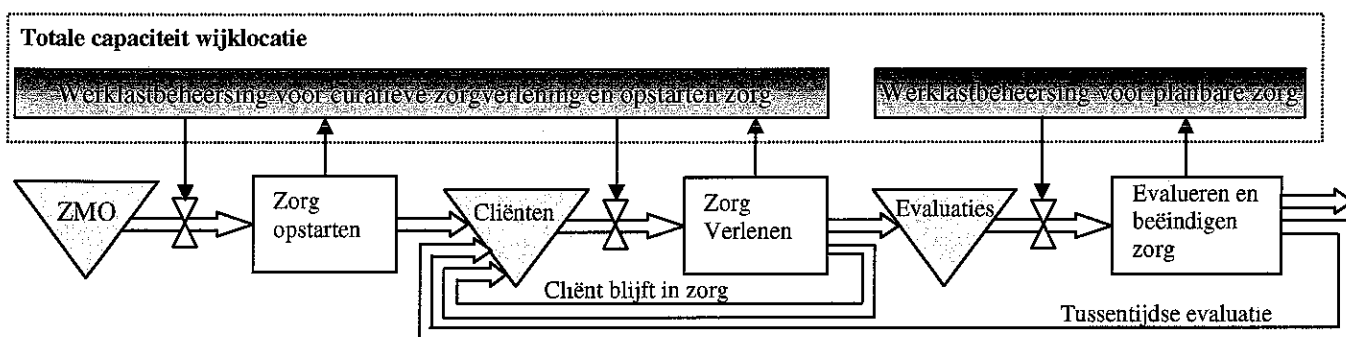 Totale capaciteit wijklocatie
Werklastbeheersing voor curatieve zorgverlening en opstarten zorg
Werklastbeheersing voor planbare zorg
ZMO
Zorg
opstarten
Cliënten
Zorg
Verlenen
Evaluaties
Evalueren en
beëindigen
zorg
Cliënt blijft in zorg
Tussentijdse evaluatie